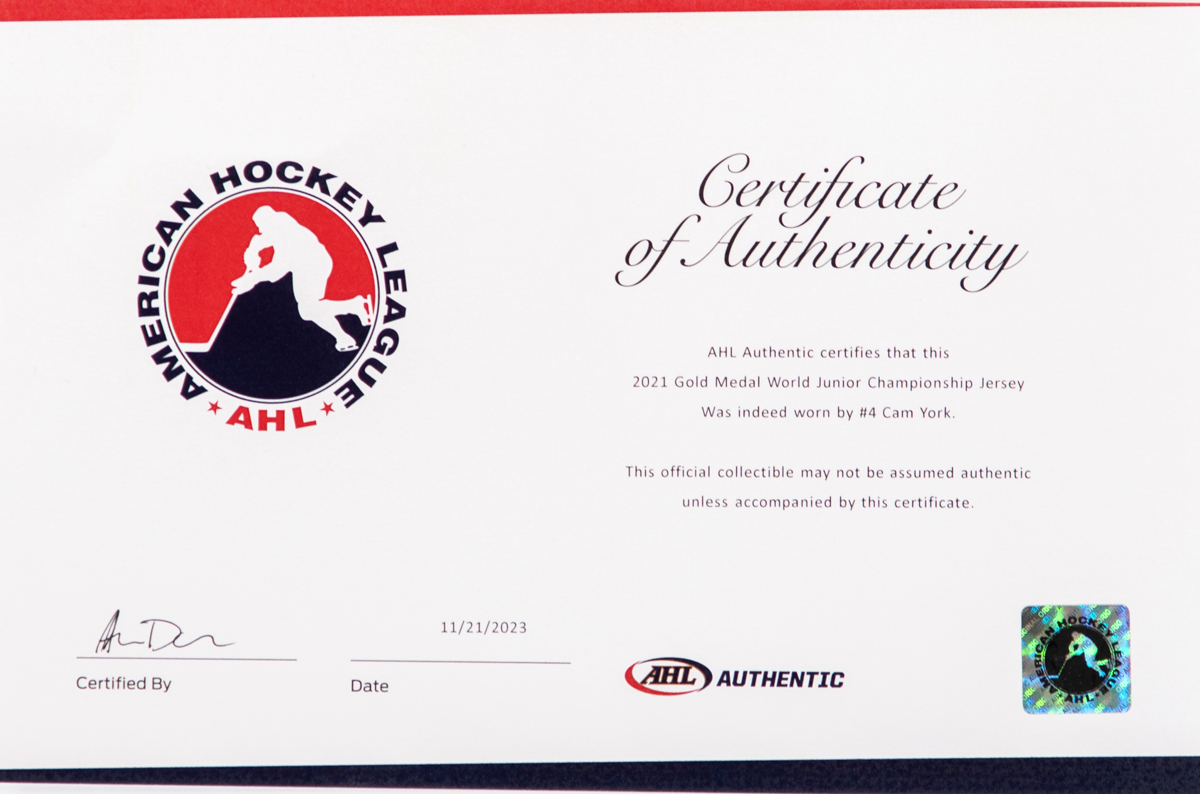 AMERICAN HOCKEY LEAGUE
AHL
Certificate
of Authenticity
AHL Authentic certifies that this
2021 Gold Medal World Junior Championship Jersey
Was indeed worn by #4 Cam York.
This official collectible may not be assumed authentic
unless accompanied by this certificate.
11/21/2023
Certified By
Date
AHL AUTHENTIC
AMERICAN HOCKEY LEAGUE
AHL